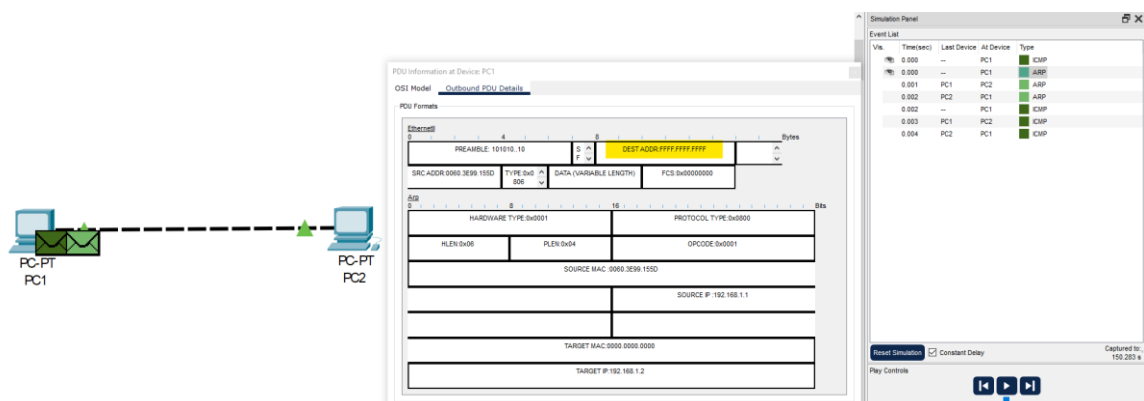 PC-PT
PC1
PC-PT
PC2
PDU Information at Device: PC1
OSI Model Outbound PDU Details
PDU Formats
EthernetII
0 4 8 Bytes
PREAMBLE: 101010..10 S F DEST ADDR:FFFF.FFFF.FFFF
SRC ADDR:0060.3E99.155D TYPE:0x0 806 DATA (VARIABLE LENGTH) FCS:0x00000000
Arp
0 8 16 Bits
HARDWARE TYPE:0x0001 PROTOCOL TYPE:0x0800
HLEN:0x06 PLEN:0x04 OPCODE:0x0001
SOURCE MAC :0060.3E99.155D
SOURCE IP :192.168.1.1
TARGET MAC:0000.0000.0000
TARGET IP:192.168.1.2
Simulation Panel
Event List
Vis. Time(sec) Last Device At Device Type
0.000 -- PC1 ICMP
0.000 -- PC1 ARP
0.001 PC1 PC2 ARP
0.002 PC2 PC1 ARP
0.002 -- PC1 ICMP
0.003 PC1 PC2 ICMP
0.004 PC2 PC1 ICMP
Reset Simulation Constant Delay Captured to:
150.283 s
Play Controls